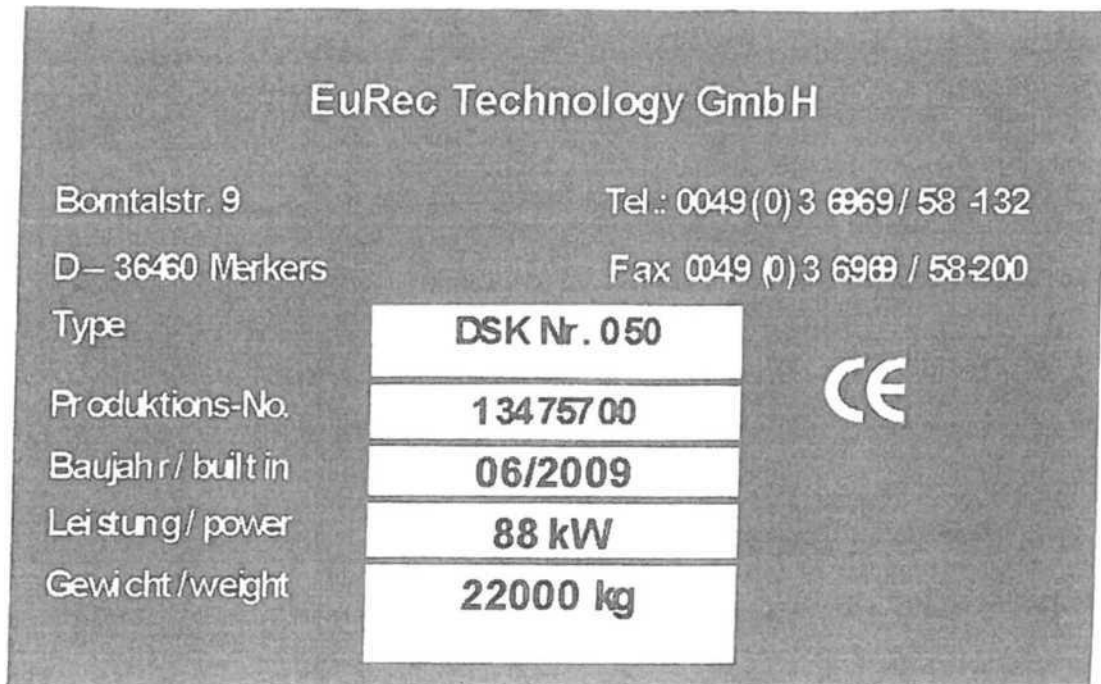 EuRec Technology GmbH
Borntalstr. 9
Tel.: 0049 (0) 3 6969 / 58 -132
D – 36460 Merkers
Fax 0049 (0) 3 6969 / 58-200
Type DSK Nr. 050
Produktions-No. 13475700
CE
Baujahr / built in 06/2009
Leistung / power 88 kW
Gewicht / weight 22000 kg